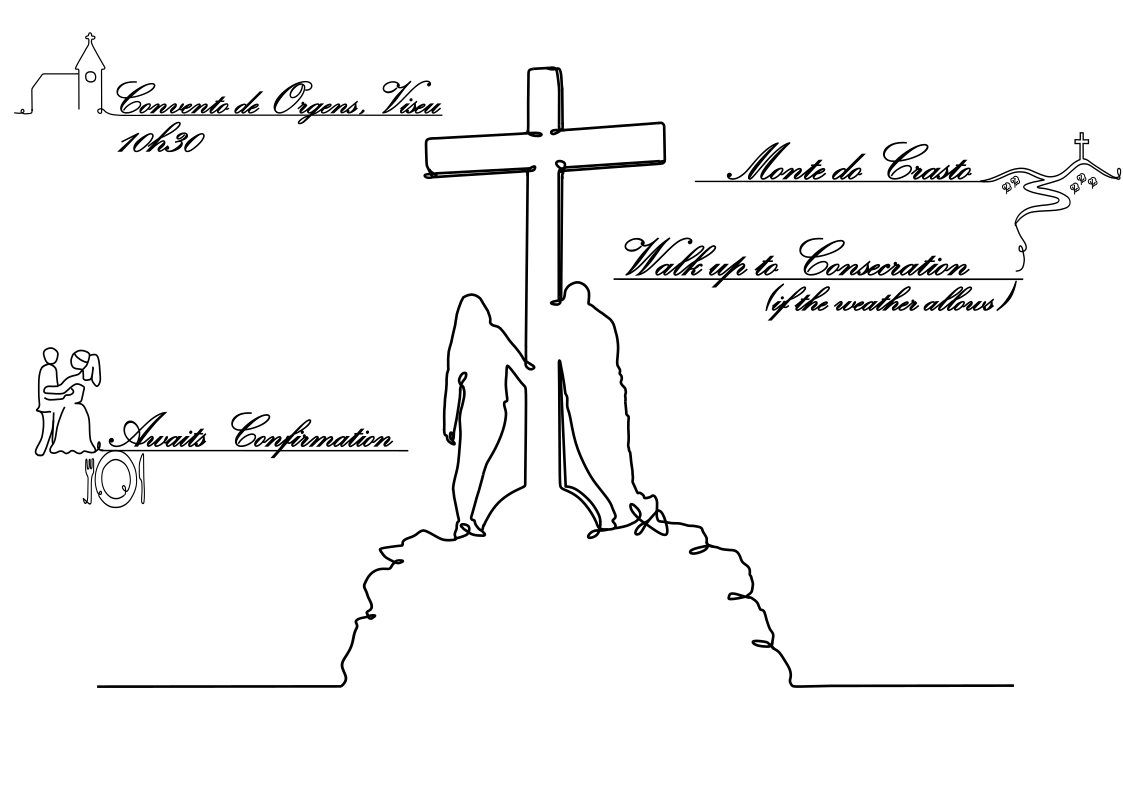 Convento de Orgens, Viseu
10h30
Monte do Crasto
Walk up to Consecration
(if the weather allows)
Awaits Confirmation